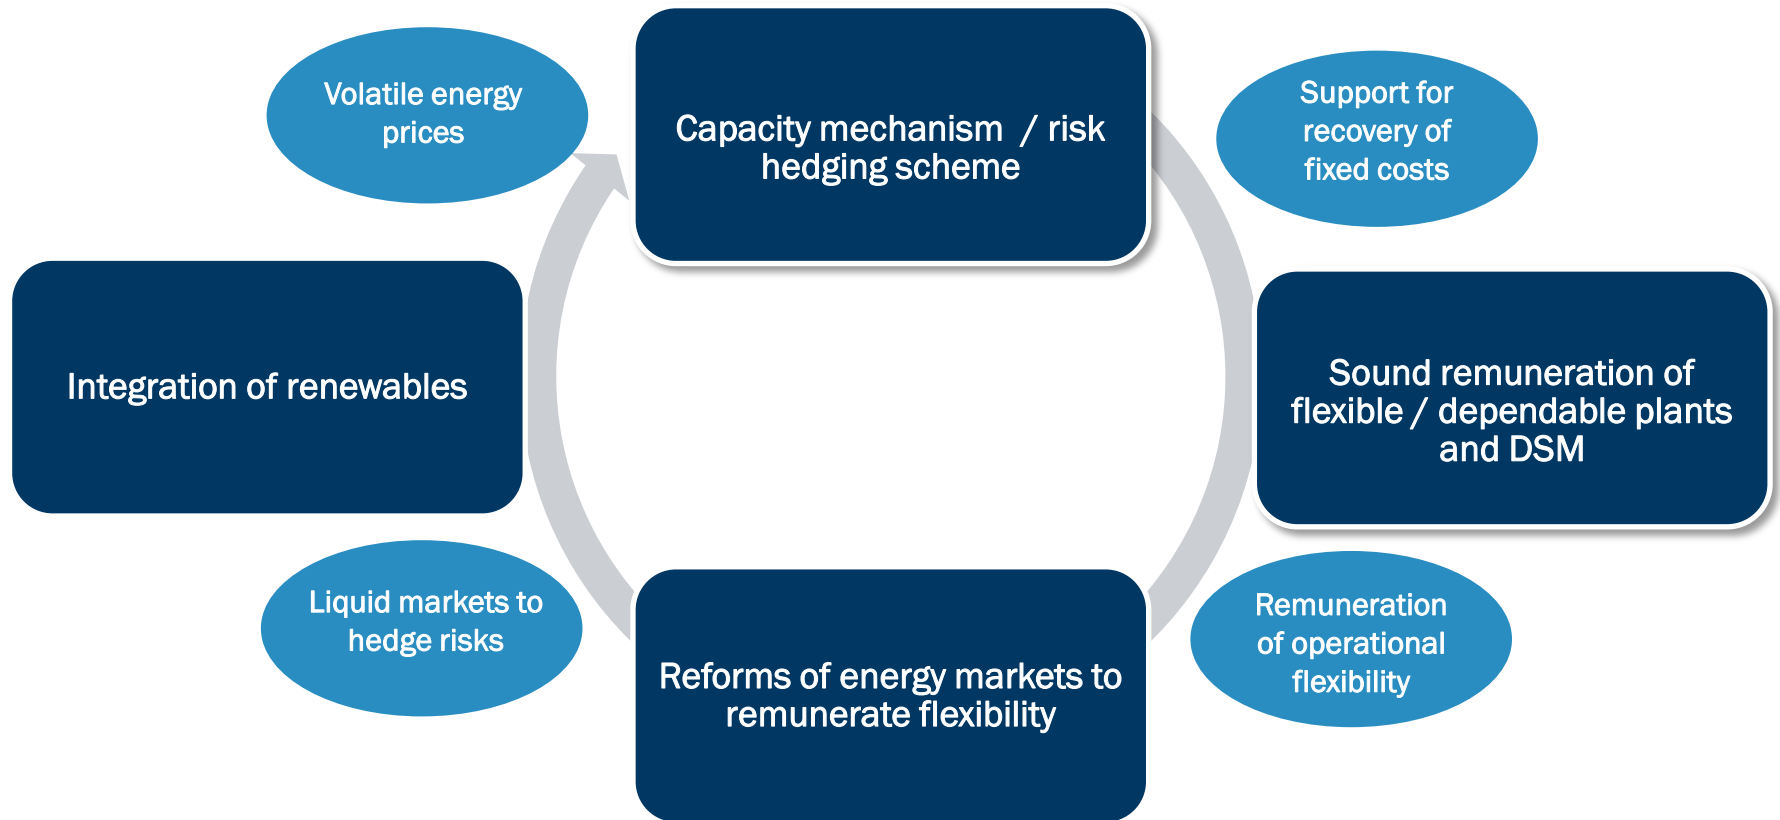 Volatile energy
prices
Capacity mechanism / risk
hedging scheme
Support for
recovery of
fixed costs
Integration of renewables
Sound remuneration of
flexible / dependable plants
and DSM
Liquid markets to
hedge risks
Reforms of energy markets to
remunerate flexibility
Remuneration
of operational
flexibility